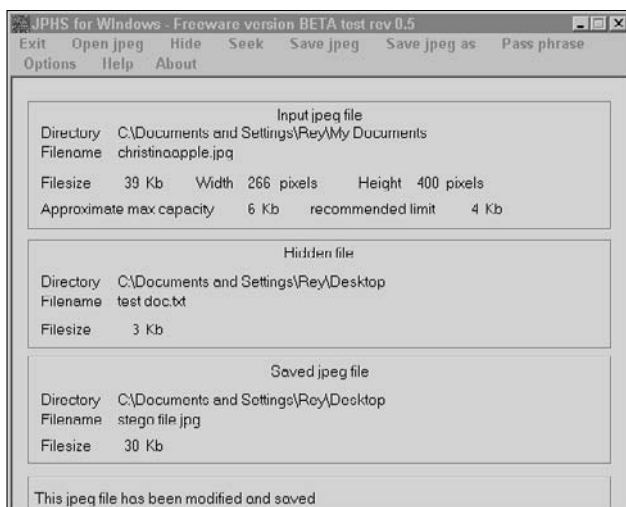 JPHS for WIndows - Freeware version BETA test rev 0.5
Exit Open jpeg Hide Seek Save jpeg Save jpeg as Pass phrase
Options Help About
Input jpeg file
Directory C:\Documents and Settings\Rey\My Documents
Filename christinaapple.jpg
Filesize 39 Kb Width 266 pixels Height 400 pixels
Approximate max capacity 6 Kb recommended limit 4 Kb
Hidden file
Directory C:\Documents and Settings\Rey\Desktop
Filename test doc.txt
Filesize 3 Kb
Saved jpeg file
Directory C:\Documents and Settings\Rey\Desktop
Filename stego file.jpg
Filesize 30 Kb
This jpeg file has been modified and saved